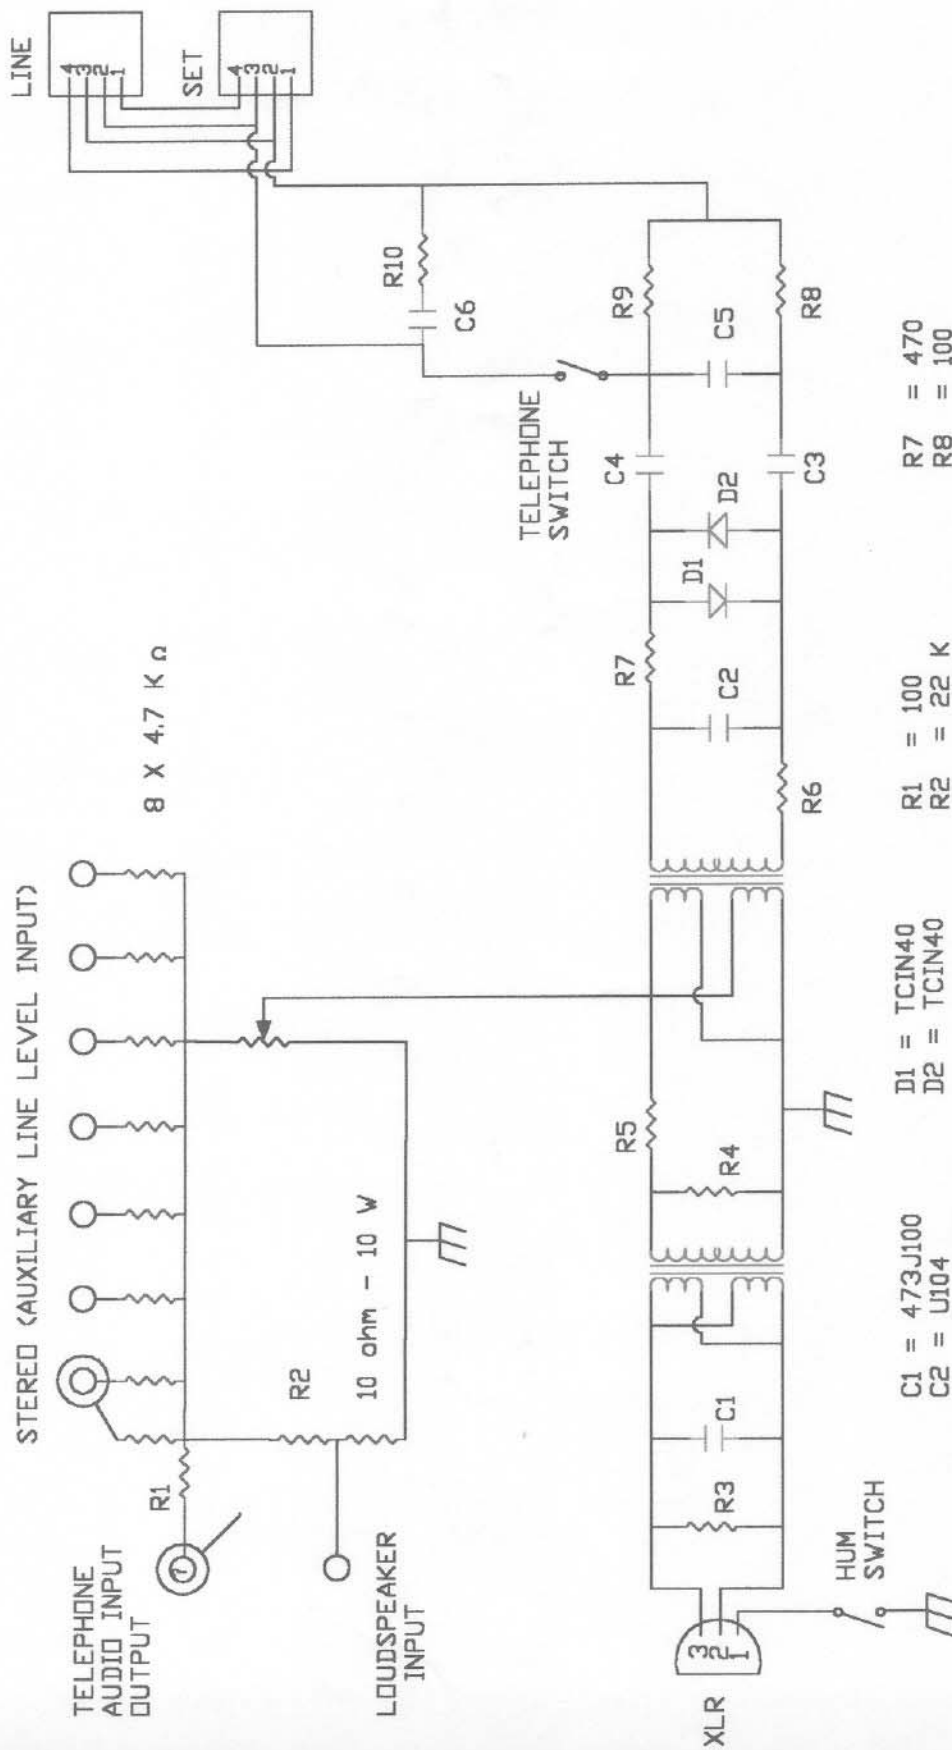 STEREO (AUXILIARY LINE LEVEL INPUT)
8 X 4.7 K Ω
LINE
4
3
2
1
SET
4
3
2
1
TELEPHONE
AUDIO INPUT
OUTPUT
R1
R2
10 ohm - 10 W
LOUDSPEAKER
INPUT
R10
C6
TELEPHONE
SWITCH
XLR
3
2
1
HUM
SWITCH
R3
C1
R4
R5
R6
C2
R7
D1
D2
C4
C3
R9
C5
R8
C1 = 473J100
C2 = U104
D1 = TCIN40
D2 = TCIN40
R1 = 100
R2 = 22 K
R7 = 470
R8 = 100